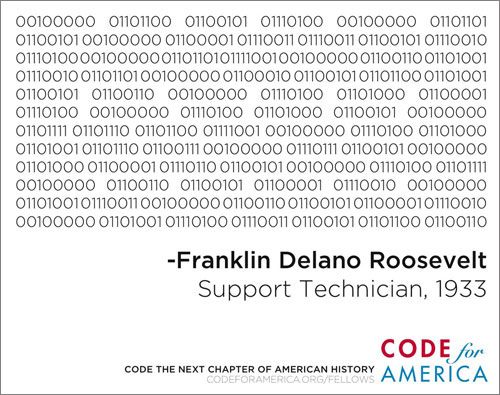 00100000 01101100 01100101 01110100 00100000 01101101
01100101 00100000 01100001 01110011 01110011 01100101 01110010
01110100 00100000 01101101 01111001 00100000 01100110 01101001
01110010 01101101 00100000 01100010 01100101 01101100 01101001
01100101 01100110 00100000 01110100 01101000 01100001
01110100 00100000 01110100 01101000 01100101 00100000
01101111 01101110 01101100 01111001 00100000 01110100 01101000
01101001 01101110 01100111 00100000 01110111 01100101 00100000
01101000 01100001 01110110 01100101 00100000 01110100 01101111
00100000 01100110 01100101 01100001 01110010 00100000
01101001 01110011 00100000 01100110 01100101 01100001 01110010
00100000 01101001 01110100 01110011 01100101 01101100 01100110
-Franklin Delano Roosevelt
Support Technician, 1933
CODE THE NEXT CHAPTER OF AMERICAN HISTORY
CODEFORAMERICA.ORG/FELLOWS
CODE for
AMERICA